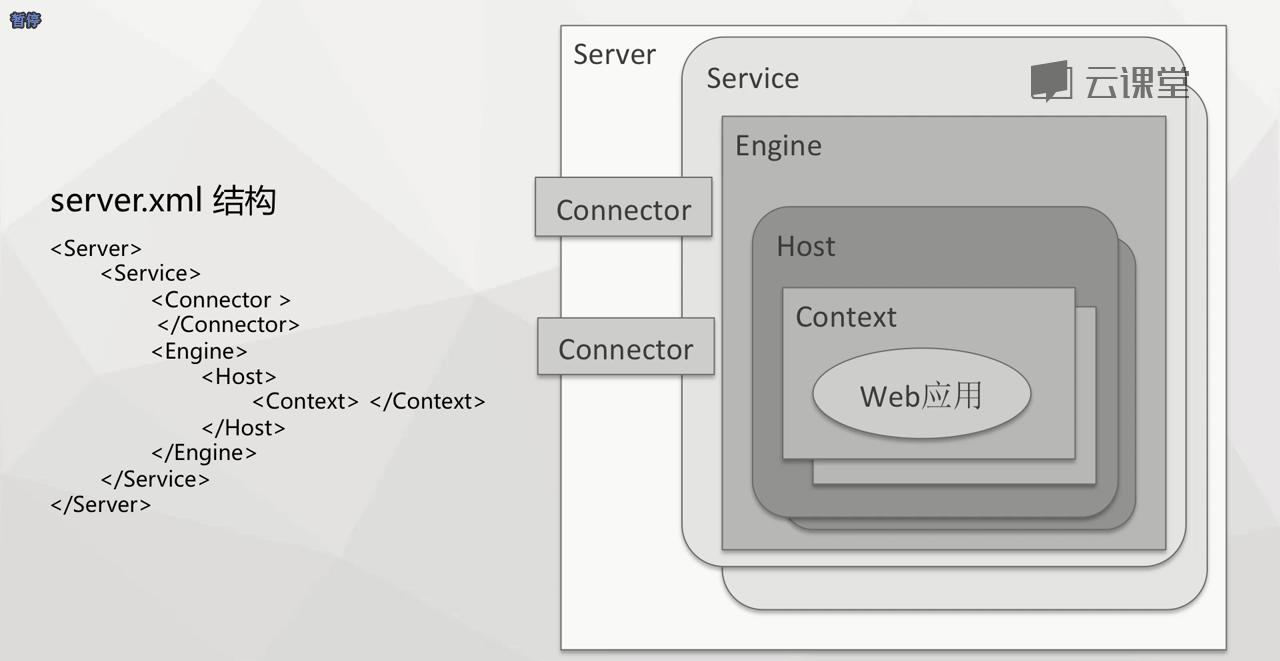 暂停
server.xml 结构
<Server>
<Service>
<Connector >
</Connector>
<Engine>
<Host>
<Context> </Context>
</Host>
</Engine>
</Service>
</Server>
Server
Service
云课堂
Engine
Connector
Host
Connector
Context
Web应用